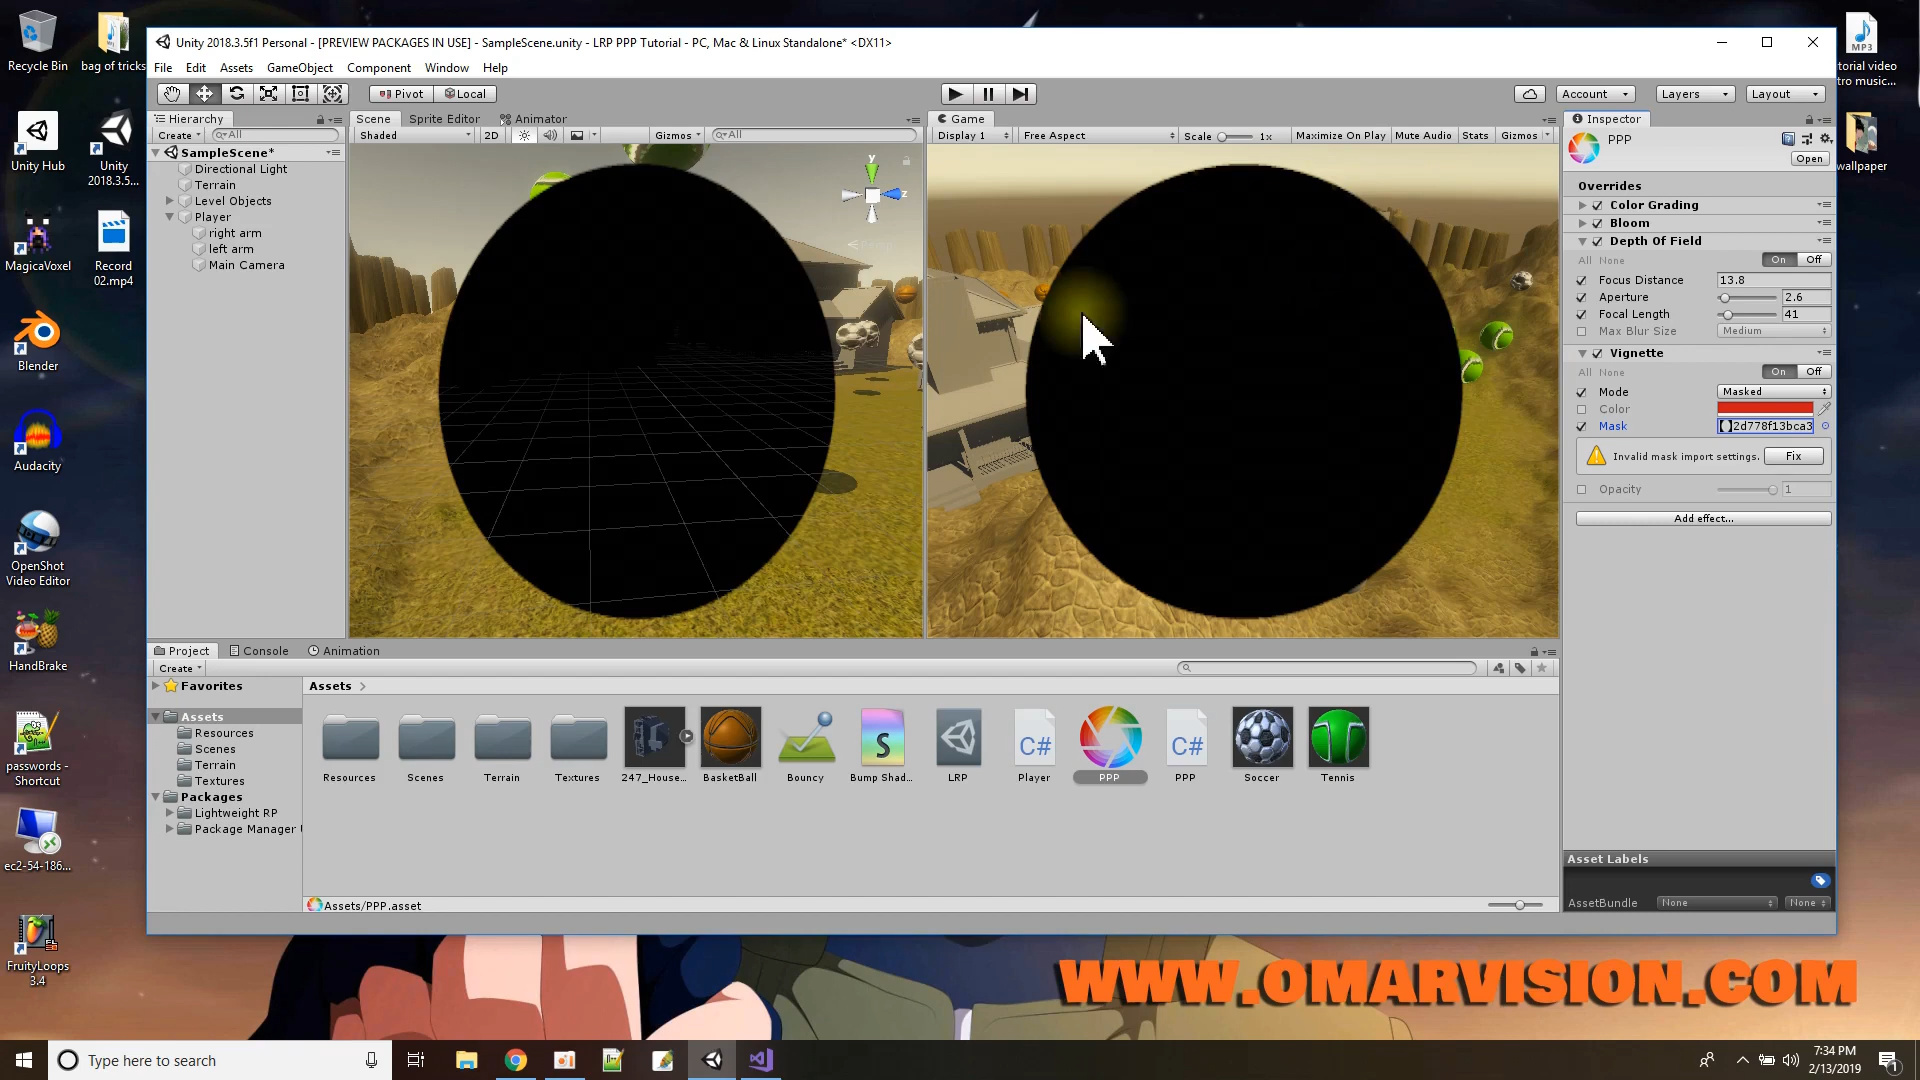 Recycle Bin
bag of tricks
Unity Hub
Unity
2018.3.5...
MagicaVoxel
Record
02.mp4
Blender
Audacity
OpenShot
Video Editor
HandBrake
passwords -
Shortcut
ec2-54-186...
FruityLoops
3.4
Unity 2018.3.5f1 Personal - [PREVIEW PACKAGES IN USE] - SampleScene.unity - LRP PPP Tutorial - PC, Mac & Linux Standalone* <DX11>
File Edit Assets GameObject Component Window Help
Pivot Local
Account Layers Layout
Hierarchy
Create All
SampleScene*
Directional Light
Terrain
Level Objects
Player
right arm
left arm
Main Camera
Scene Sprite Editor Animator
Shaded 2D Gizmos All
y
z
Game
Display 1 Free Aspect Scale 1x Maximize On Play Mute Audio Stats Gizmos
Inspector
PPP
Open
Overrides
Color Grading
Bloom
Depth Of Field
All None On Off
Focus Distance 13.8
Aperture 2.6
Focal Length 41
Max Blur Size Medium
Vignette
All None On Off
Mode Masked
Color
Mask 2d778f13bca3
Invalid mask import settings. Fix
Opacity 1
Add effect...
Asset Labels
AssetBundle None None
Project Console Animation
Create
Favorites
Assets
Resources
Scenes
Terrain
Textures
Packages
Lightweight RP
Package Manager
Assets
Resources Scenes Terrain Textures 247_House... BasketBall Bouncy Bump Shad... LRP Player PPP PPP Soccer Tennis
S
C# C#
Assets/PPP.asset
MP3
torial video
tro music...
wallpaper
WWW.OMARVISION.COM
Type here to search
7:34 PM
2/13/2019
1